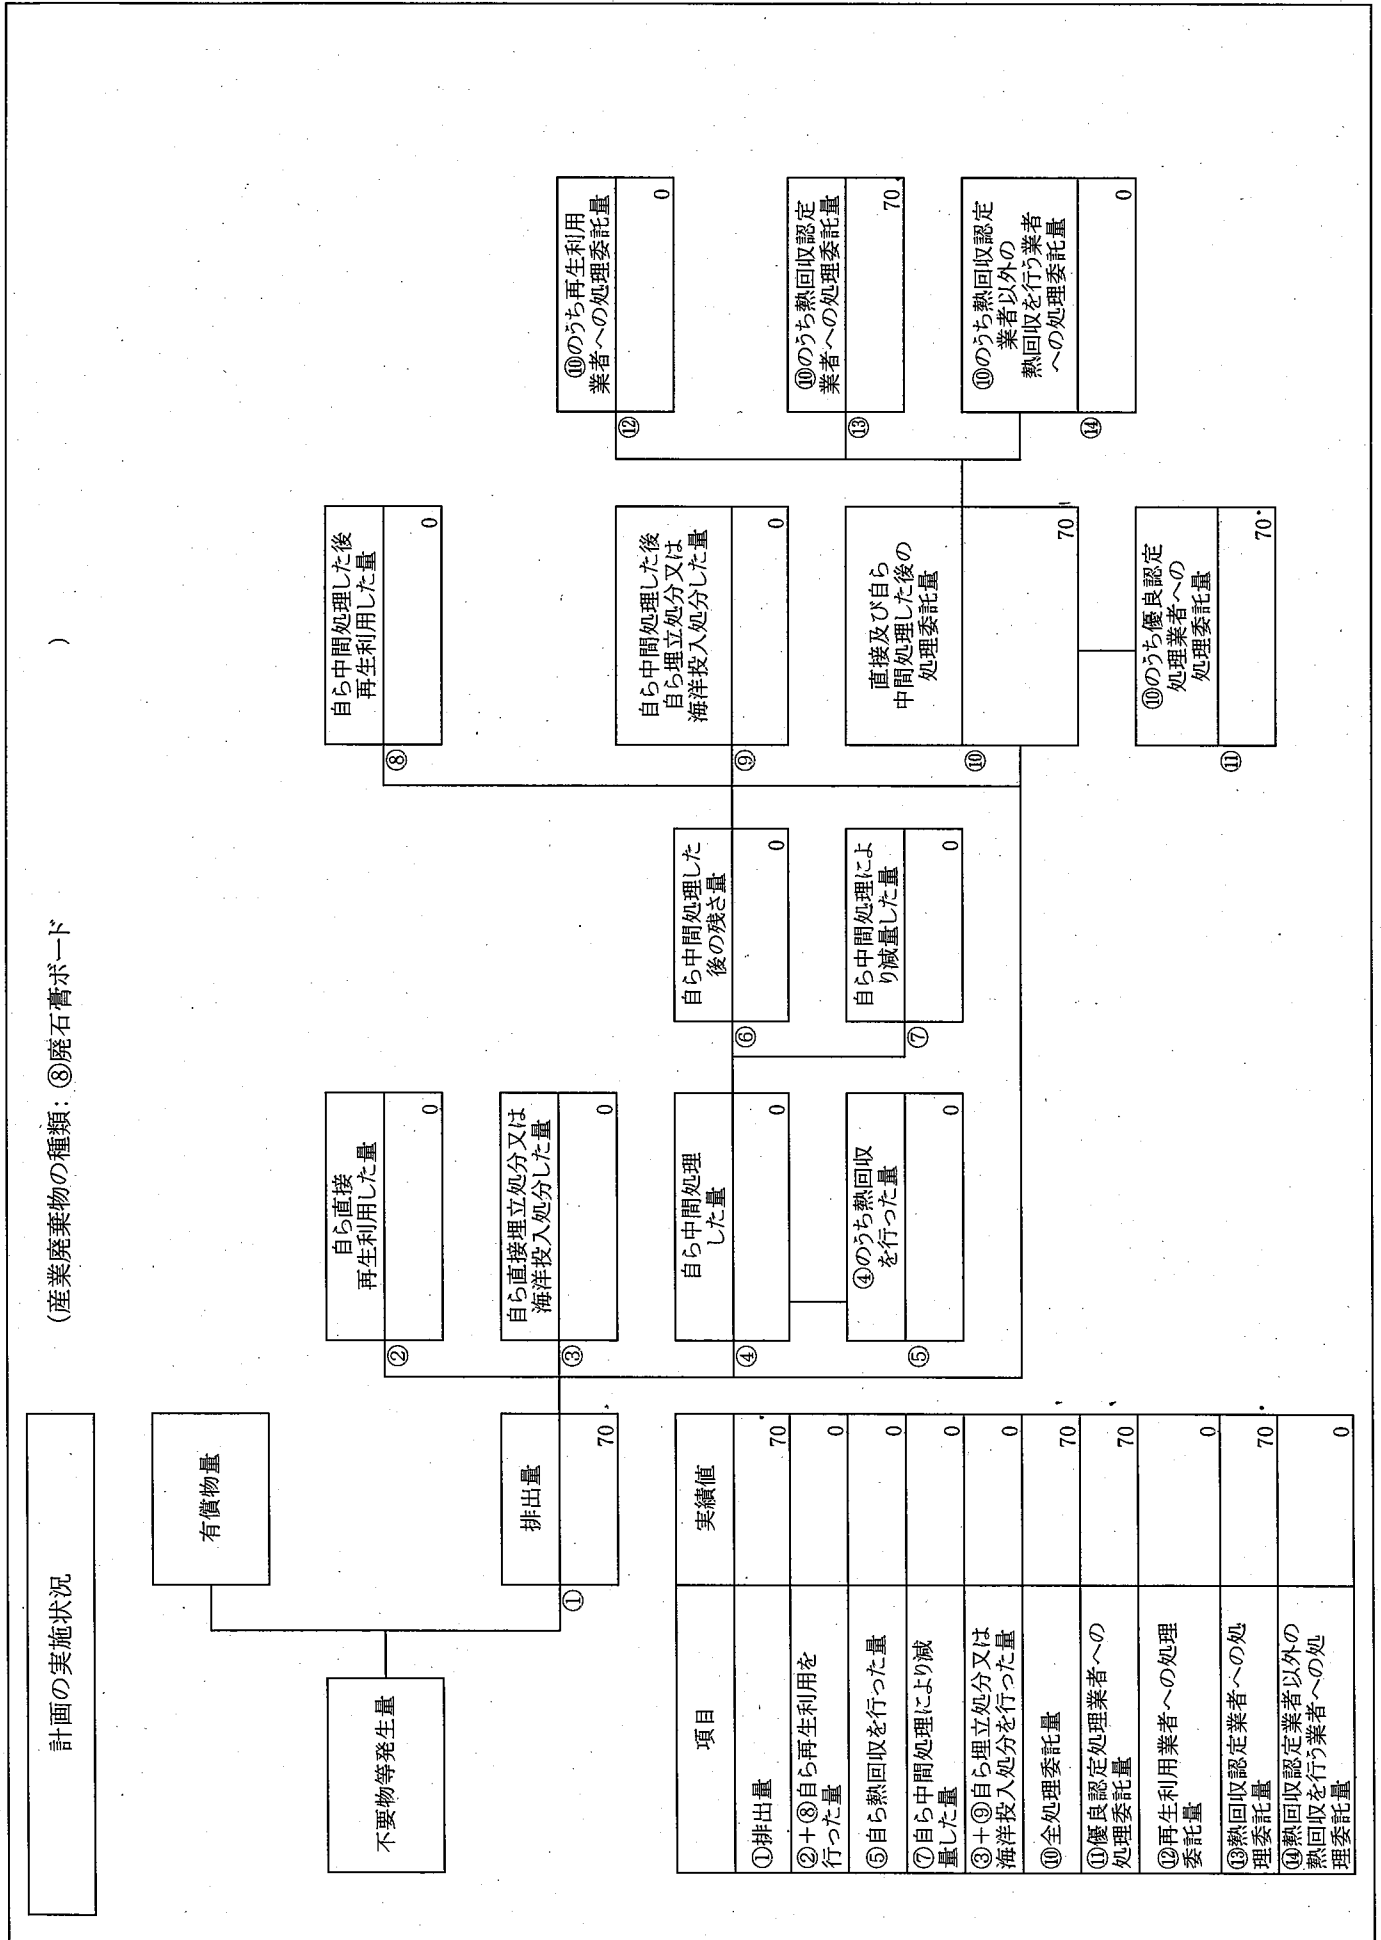 計画の実施状況
(産業廃棄物の種類：⑧廃石膏ボード
)
不要物等発生量
有償物量
①
排出量
70
②
自ら直接
再生利用した量
0
③
自ら直接埋立処分又は
海洋投入処分した量
0
④
自ら中間処理
した量
0
⑤
④のうち熱回収
を行った量
0
⑥
自ら中間処理した
後の残さ量
0
⑦
自ら中間処理によ
り減量した量
0
⑧
自ら中間処理した後
再生利用した量
0
⑨
自ら中間処理した後
自ら埋立処分又は
海洋投入処分した量
0
⑩
直接及び自ら
中間処理した後の
処理委託量
70
⑪
⑩のうち優良認定
処理業者への
処理委託量
70
⑫
⑩のうち再生利用
業者への処理委託量
0
⑬
⑩のうち熱回収認定
業者への処理委託量
70
⑭
⑩のうち熱回収認定
業者以外の
熱回収を行う業者
への処理委託量
0
項目 実績値
①排出量 70
②＋⑧自ら再生利用を
行った量 0
⑤自ら熱回収を行った量 0
⑦自ら中間処理により減
量した量 0
③＋⑨自ら埋立処分又は
海洋投入処分を行った量 0
⑩全処理委託量 70
⑪優良認定処理業者への
処理委託量 70
⑫再生利用業者への処理
委託量 0
⑬熱回収認定業者への処
理委託量 70
⑭熱回収認定業者以外の
熱回収を行う業者への処
理委託量 0